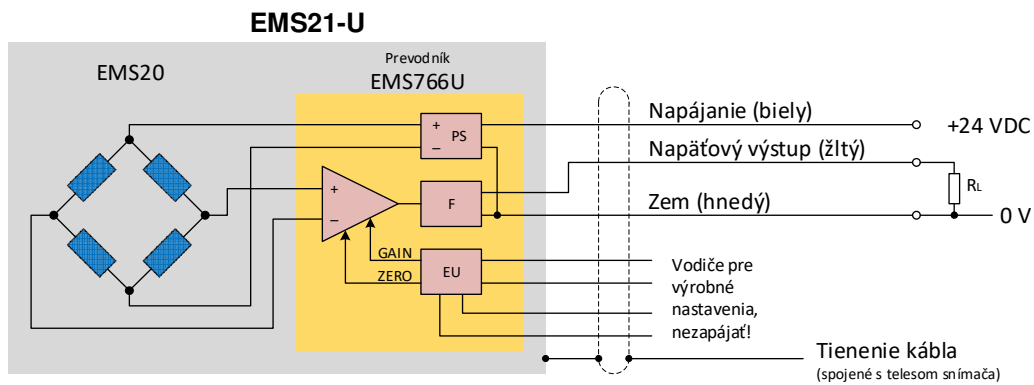 EMS21-U
EMS20
Prevodník
EMS766U
+
−
PS
Napájanie (biely)
+24 VDC
Napäťový výstup (žltý)
+
−
F
RL
Zem (hnedý)
0 V
GAIN
ZERO
EU
Vodiče pre
výrobné
nastavenia,
nezapájať!
Tienenie kábla
(spojené s telesom snímača)